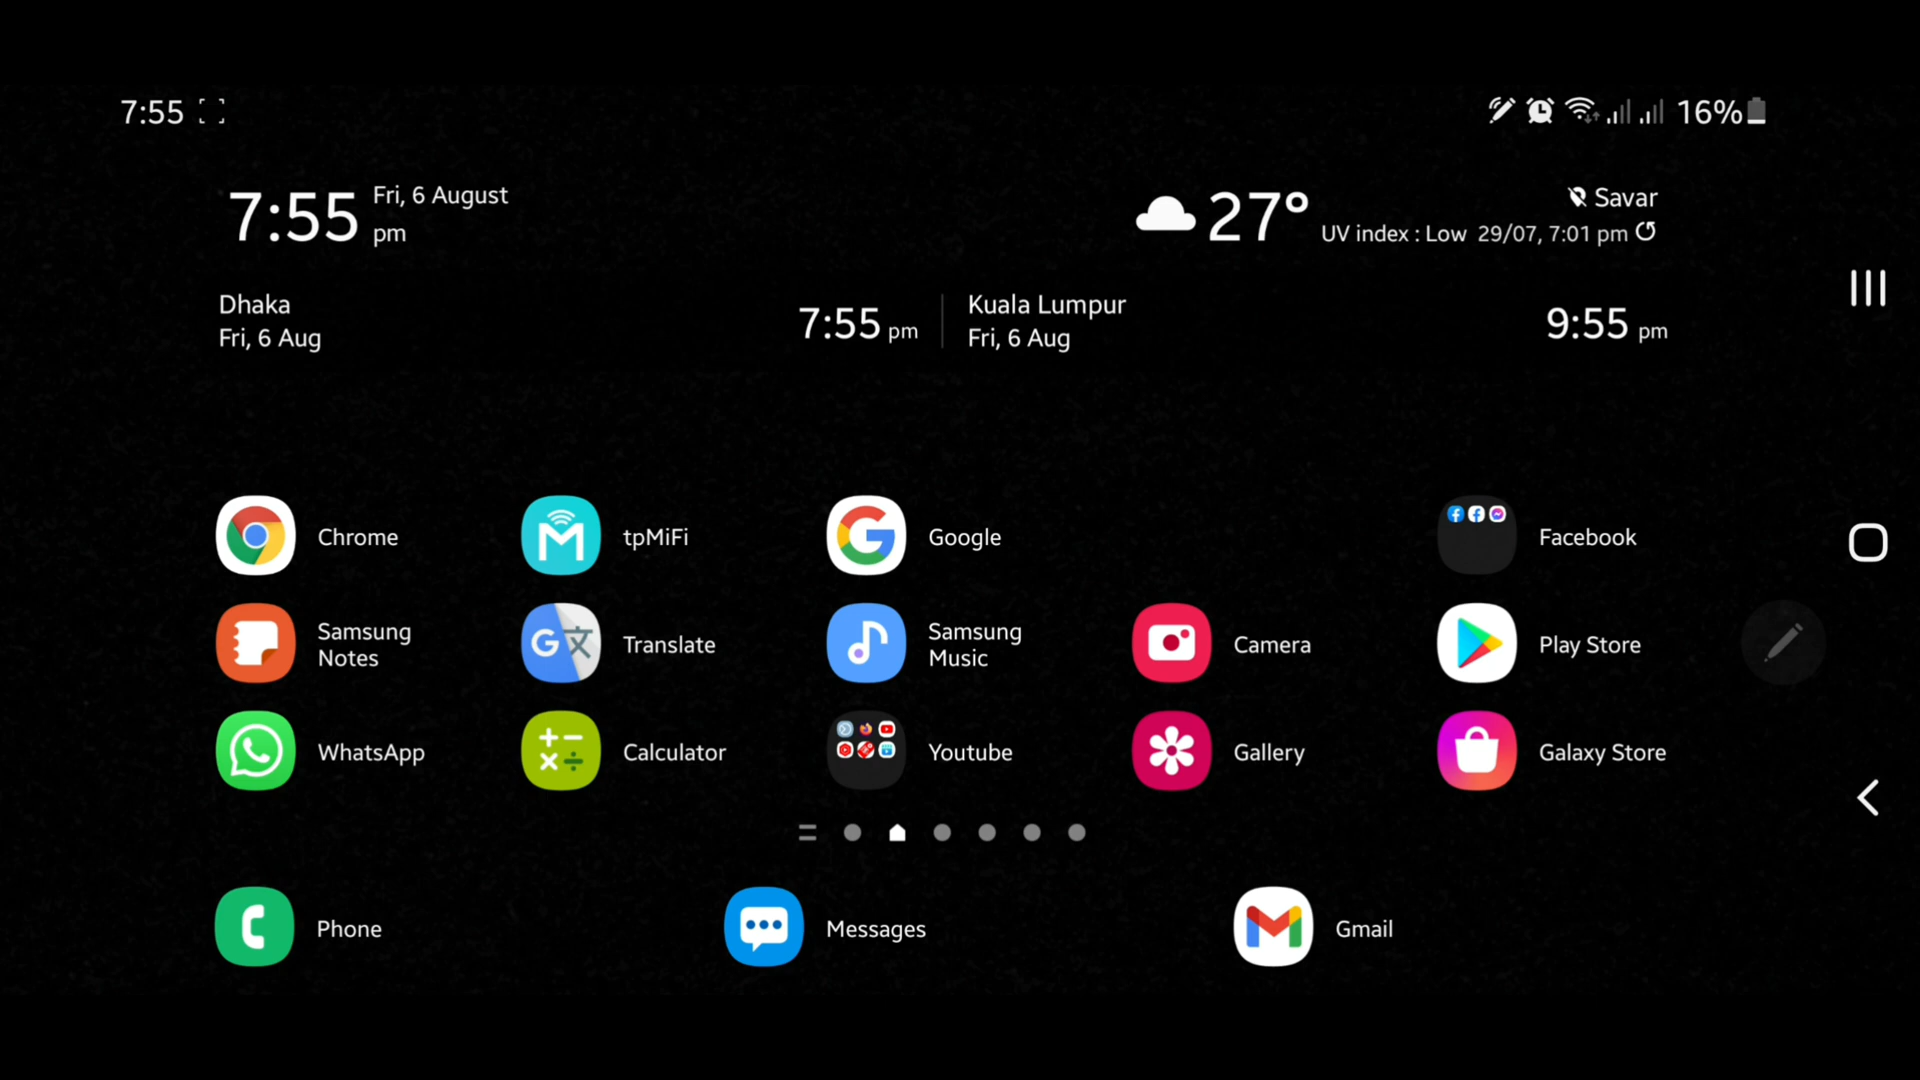 7:55
16%
7:55
Fri, 6 August
pm
27°
Savar
UV index : Low 29/07, 7:01 pm
Dhaka
Fri, 6 Aug
7:55 pm
Kuala Lumpur
Fri, 6 Aug
9:55 pm
Chrome
tpMiFi
Google
Facebook
Samsung
Notes
Translate
Samsung
Music
Camera
Play Store
WhatsApp
Calculator
Youtube
Gallery
Galaxy Store
Phone
Messages
Gmail